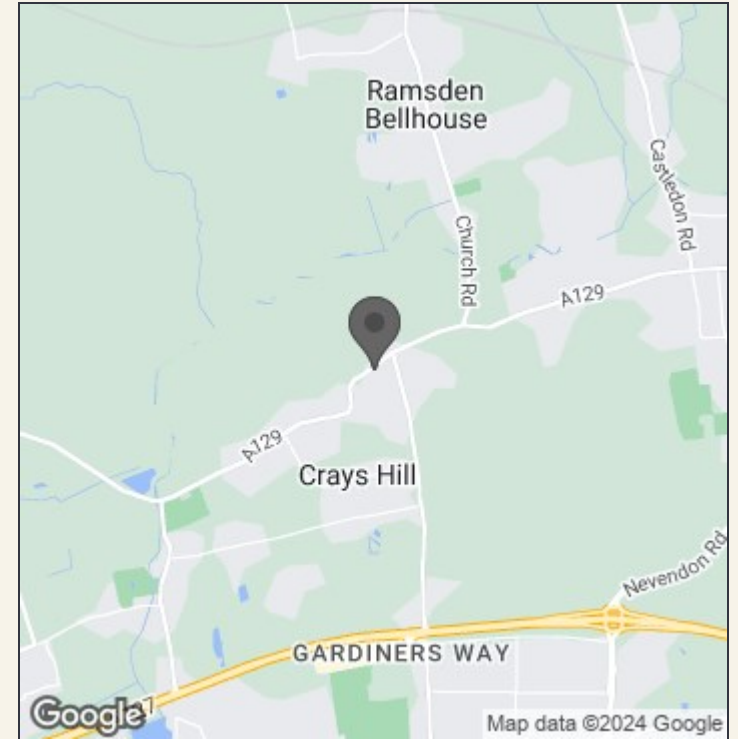 Ramsden
Bellhouse
Castledon Rd
Church Rd
A129
A129
Crays Hill
Nevendon Rd
GARDINERS WAY
Google
Map data ©2024 Google